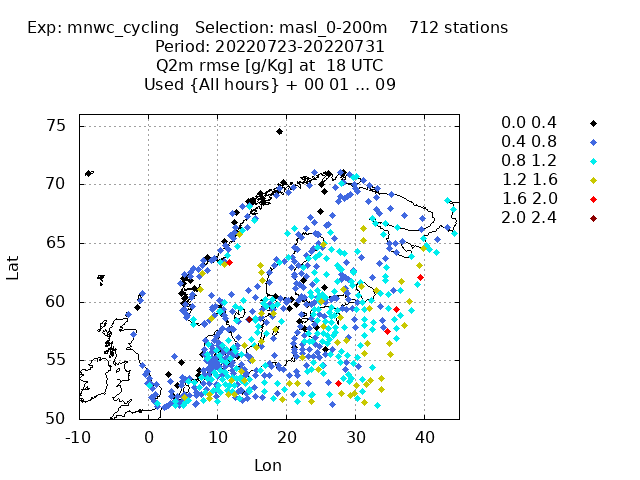 Exp: mnwc_cycling   Selection: masl_0-200m    712 stations
Period: 20220723-20220731
Q2m rmse [g/Kg] at  18 UTC
Used {All hours} + 00 01 ... 09
0.0 0.4
0.4 0.8
0.8 1.2
1.2 1.6
1.6 2.0
2.0 2.4
75
70
65
60
55
50
Lat
-10 0 10 20 30 40
Lon